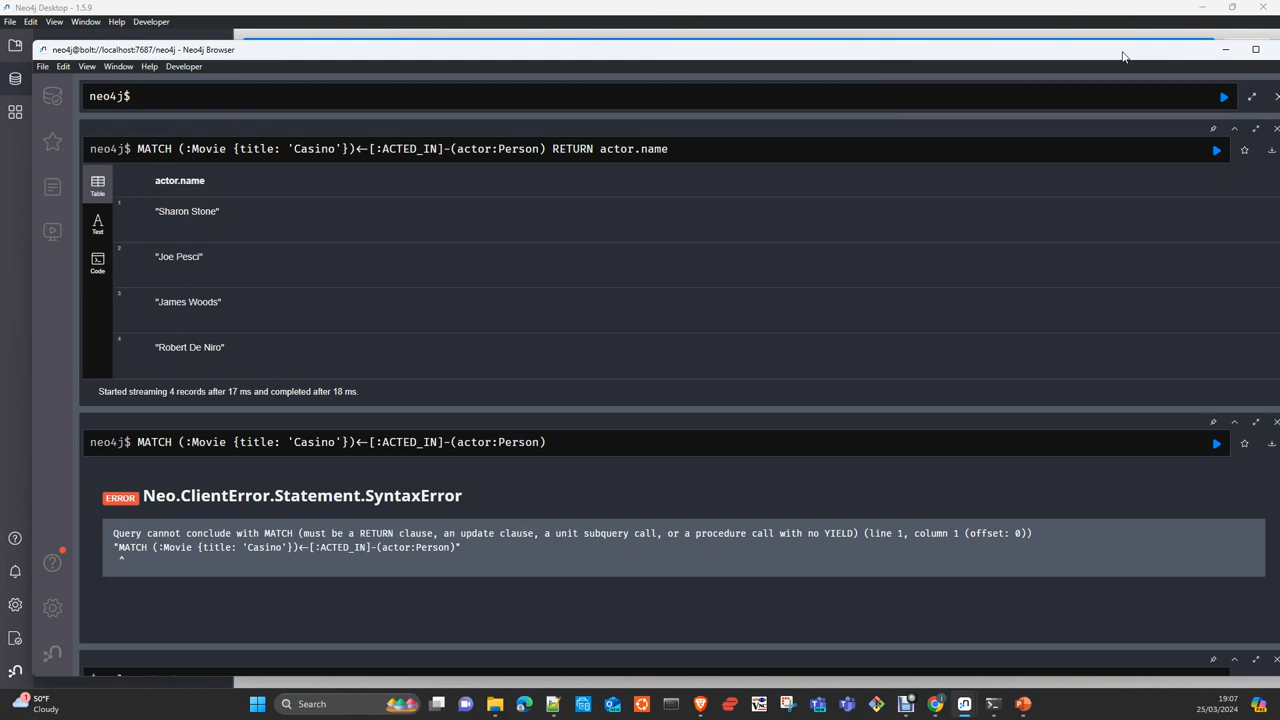 Neo4j Desktop - 1.5.9
File Edit View Window Help Developer
neo4j@bolt://localhost:7687/neo4j - Neo4j Browser
File Edit View Window Help Developer
neo4j$
neo4j$ MATCH (:Movie {title: 'Casino'})<-[:ACTED_IN]-(actor:Person) RETURN actor.name
Table
actor.name
1
"Sharon Stone"
Text
2
"Joe Pesci"
Code
3
"James Woods"
4
"Robert De Niro"
Started streaming 4 records after 17 ms and completed after 18 ms.
neo4j$ MATCH (:Movie {title: 'Casino'})<-[:ACTED_IN]-(actor:Person)
ERROR Neo.ClientError.Statement.SyntaxError
Query cannot conclude with MATCH (must be a RETURN clause, an update clause, a unit subquery call, or a procedure call with no YIELD) (line 1, column 1 (offset: 0))
"MATCH (:Movie {title: 'Casino'})<-[:ACTED_IN]-(actor:Person)"
^
50°F
Cloudy
Search
19:07
25/03/2024